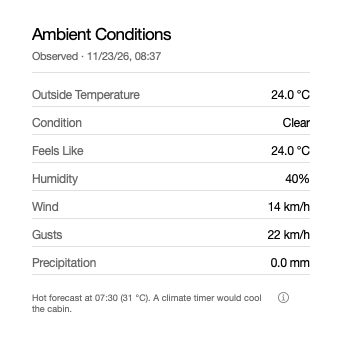 Ambient Conditions
Observed · 11/23/26, 08:37
Outside Temperature 24.0 °C
Condition Clear
Feels Like 24.0 °C
Humidity 40%
Wind 14 km/h
Gusts 22 km/h
Precipitation 0.0 mm
Hot forecast at 07:30 (31 °C). A climate timer would cool
the cabin.